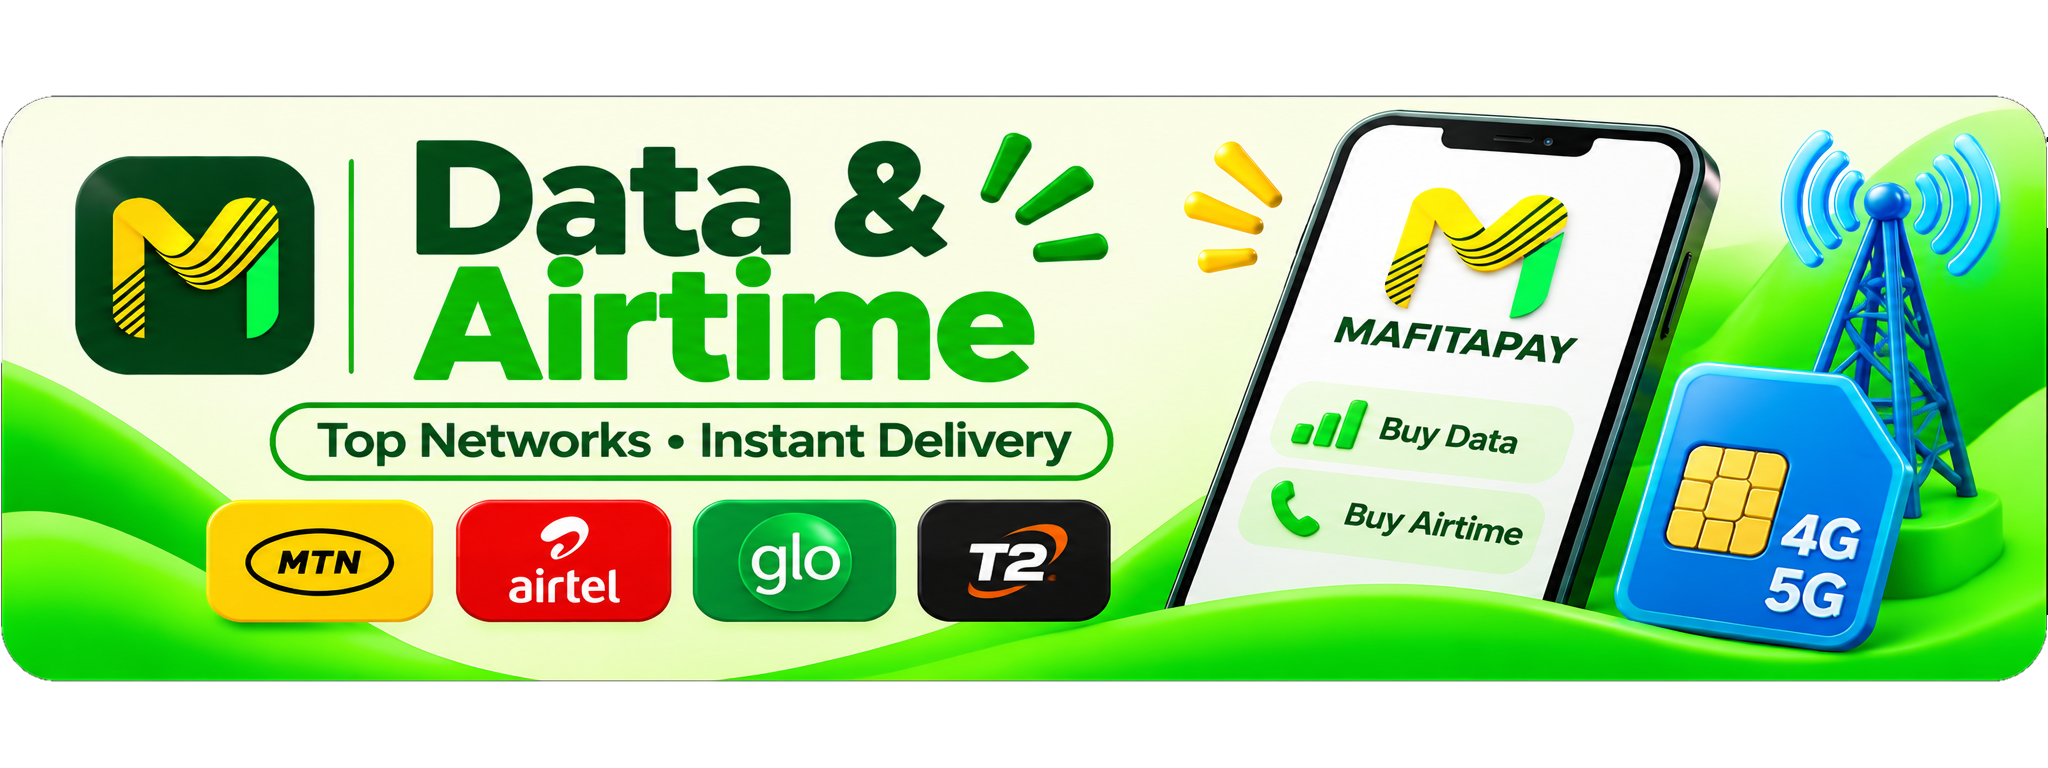 Data &
Airtime
Top Networks • Instant Delivery
MTN
airtel
glo
T2
MAFITAPAY
Buy Data
Buy Airtime
4G
5G